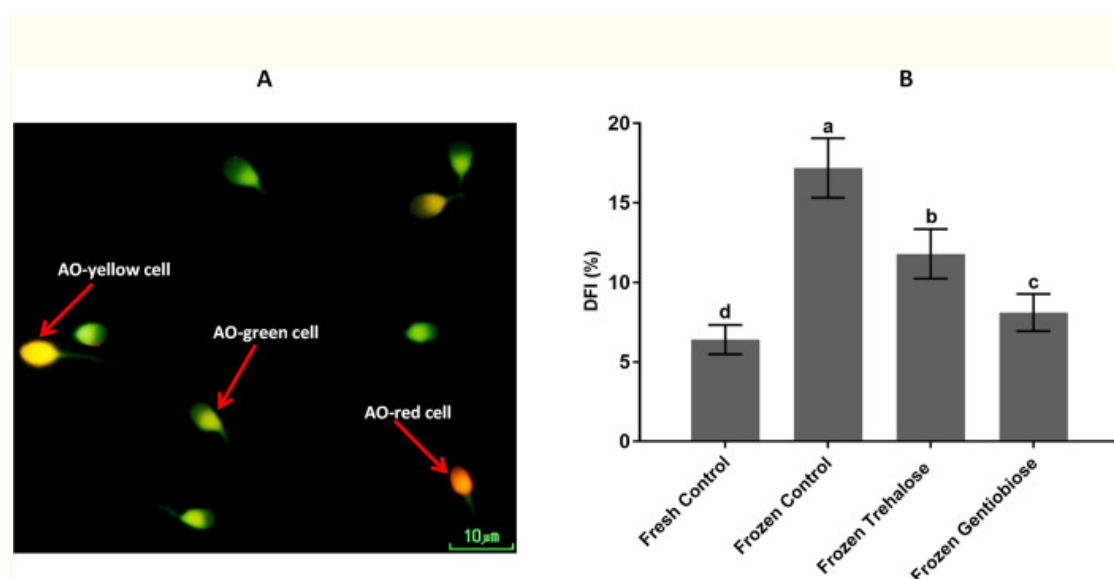 A
AO-yellow cell
AO-green cell
AO-red cell
10μm
B
DFI (%)
20
15
10
5
0
d
a
b
c
Fresh Control
Frozen Control
Frozen Trehalose
Frozen Gentiobiose